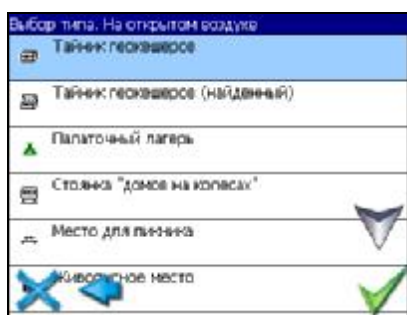 Выбор типа. На открытом воздухе
Тайник геокешеров
Тайник геокешеров (найденный)
Палаточный лагерь
Стоянка "домов на колесах"
Место для пикника
Живописное место